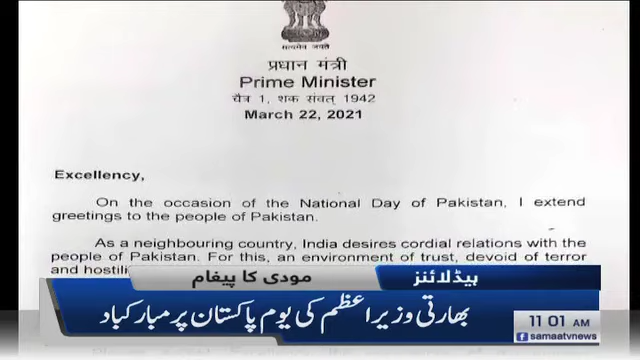 सत्यमेव जयते
प्रधान मंत्री
Prime Minister
चैत्र 1, शक संवत् 1942
March 22, 2021
Excellency,
On the occasion of the National Day of Pakistan, I extend
greetings to the people of Pakistan.
As a neighbouring country, India desires cordial relations with the
people of Pakistan. For this, an environment of trust, devoid of terror
and
ہیڈلائنز
مودی کا پیغام
بھارتی وزیراعظم کی یوم پاکستان پر مبارکباد
11:01 AM
samaatvnews